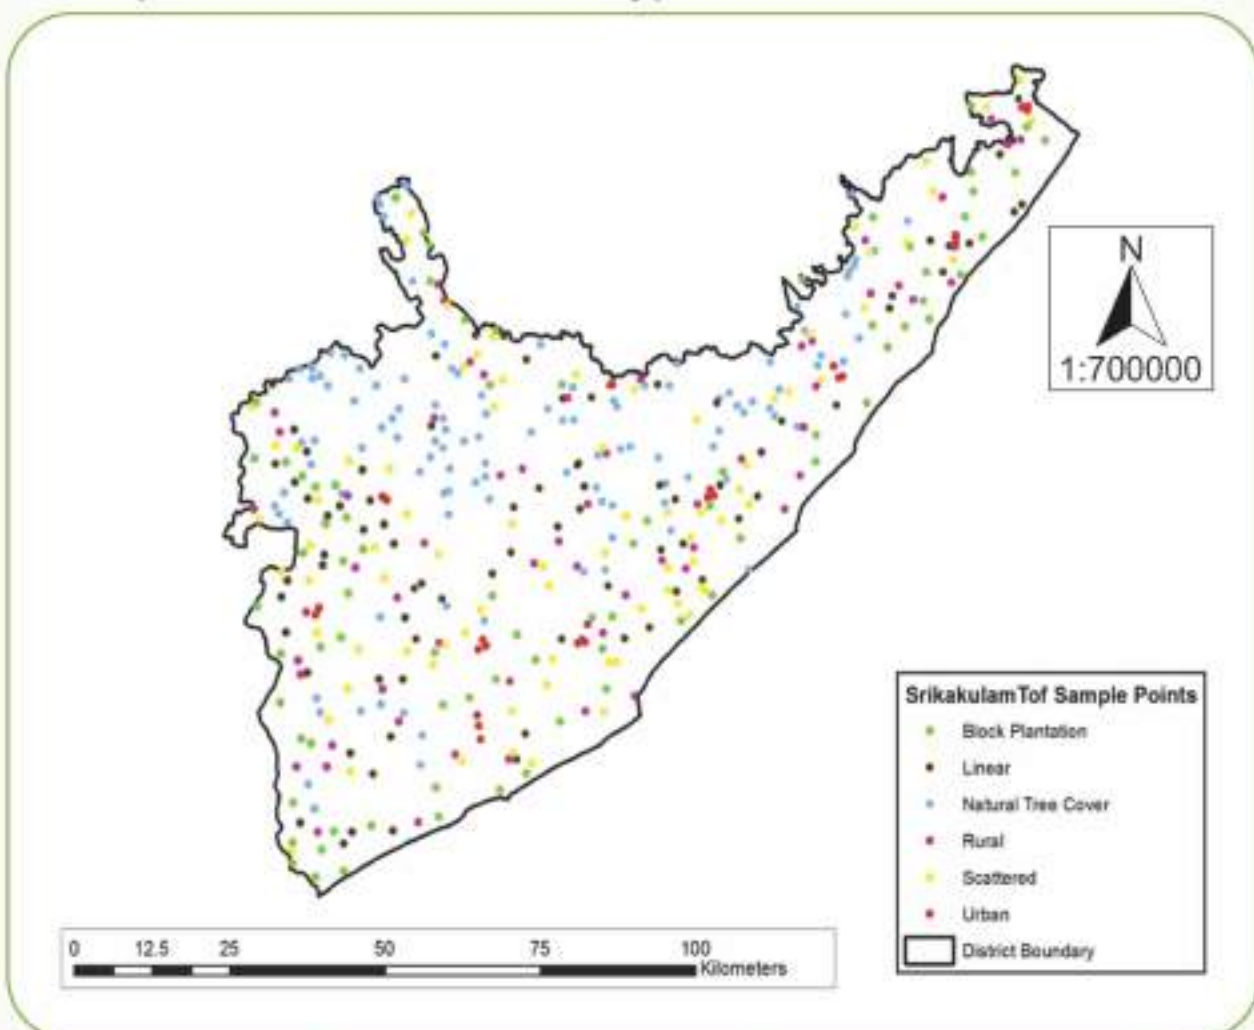 N
1:700000
SrikakulamTof Sample Points
Block Plantation
Linear
Natural Tree Cover
Rural
Scattered
Urban
District Boundary
0 12.5 25 50 75 100
Kilometers